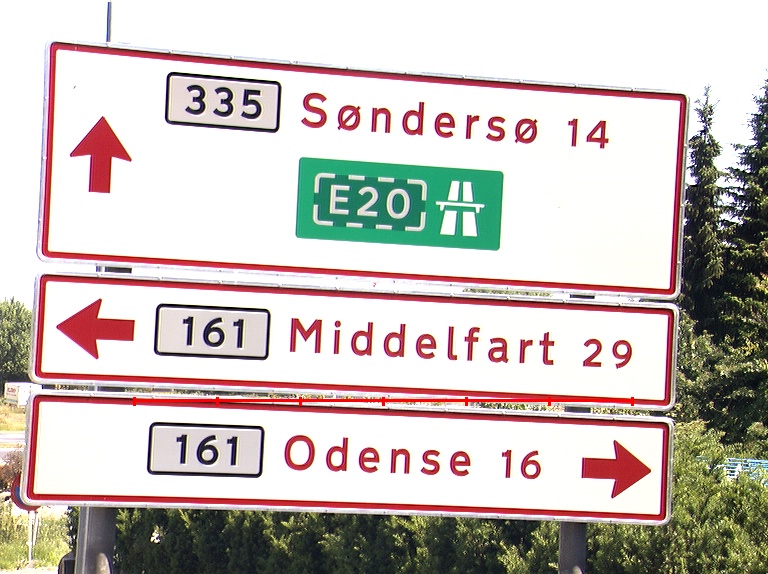 335 Søndersø 14
E20
161 Middelfart 29
161 Odense 16